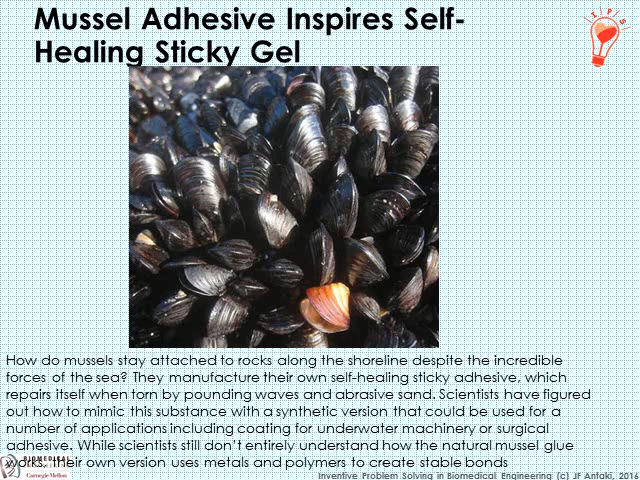 Mussel Adhesive Inspires Self-
Healing Sticky Gel
I P S
How do mussels stay attached to rocks along the shoreline despite the incredible
forces of the sea? They manufacture their own self-healing sticky adhesive, which
repairs itself when torn by pounding waves and abrasive sand. Scientists have figured
out how to mimic this substance with a synthetic version that could be used for a
number of applications including coating for underwater machinery or surgical
adhesive. While scientists still don't entirely understand how the natural mussel glue
works, their own version uses metals and polymers to create stable bonds
BIOMEDICAL
Carnegie Mellon
Inventive Problem Solving in Biomedical Engineering (c) JF Antaki, 2016